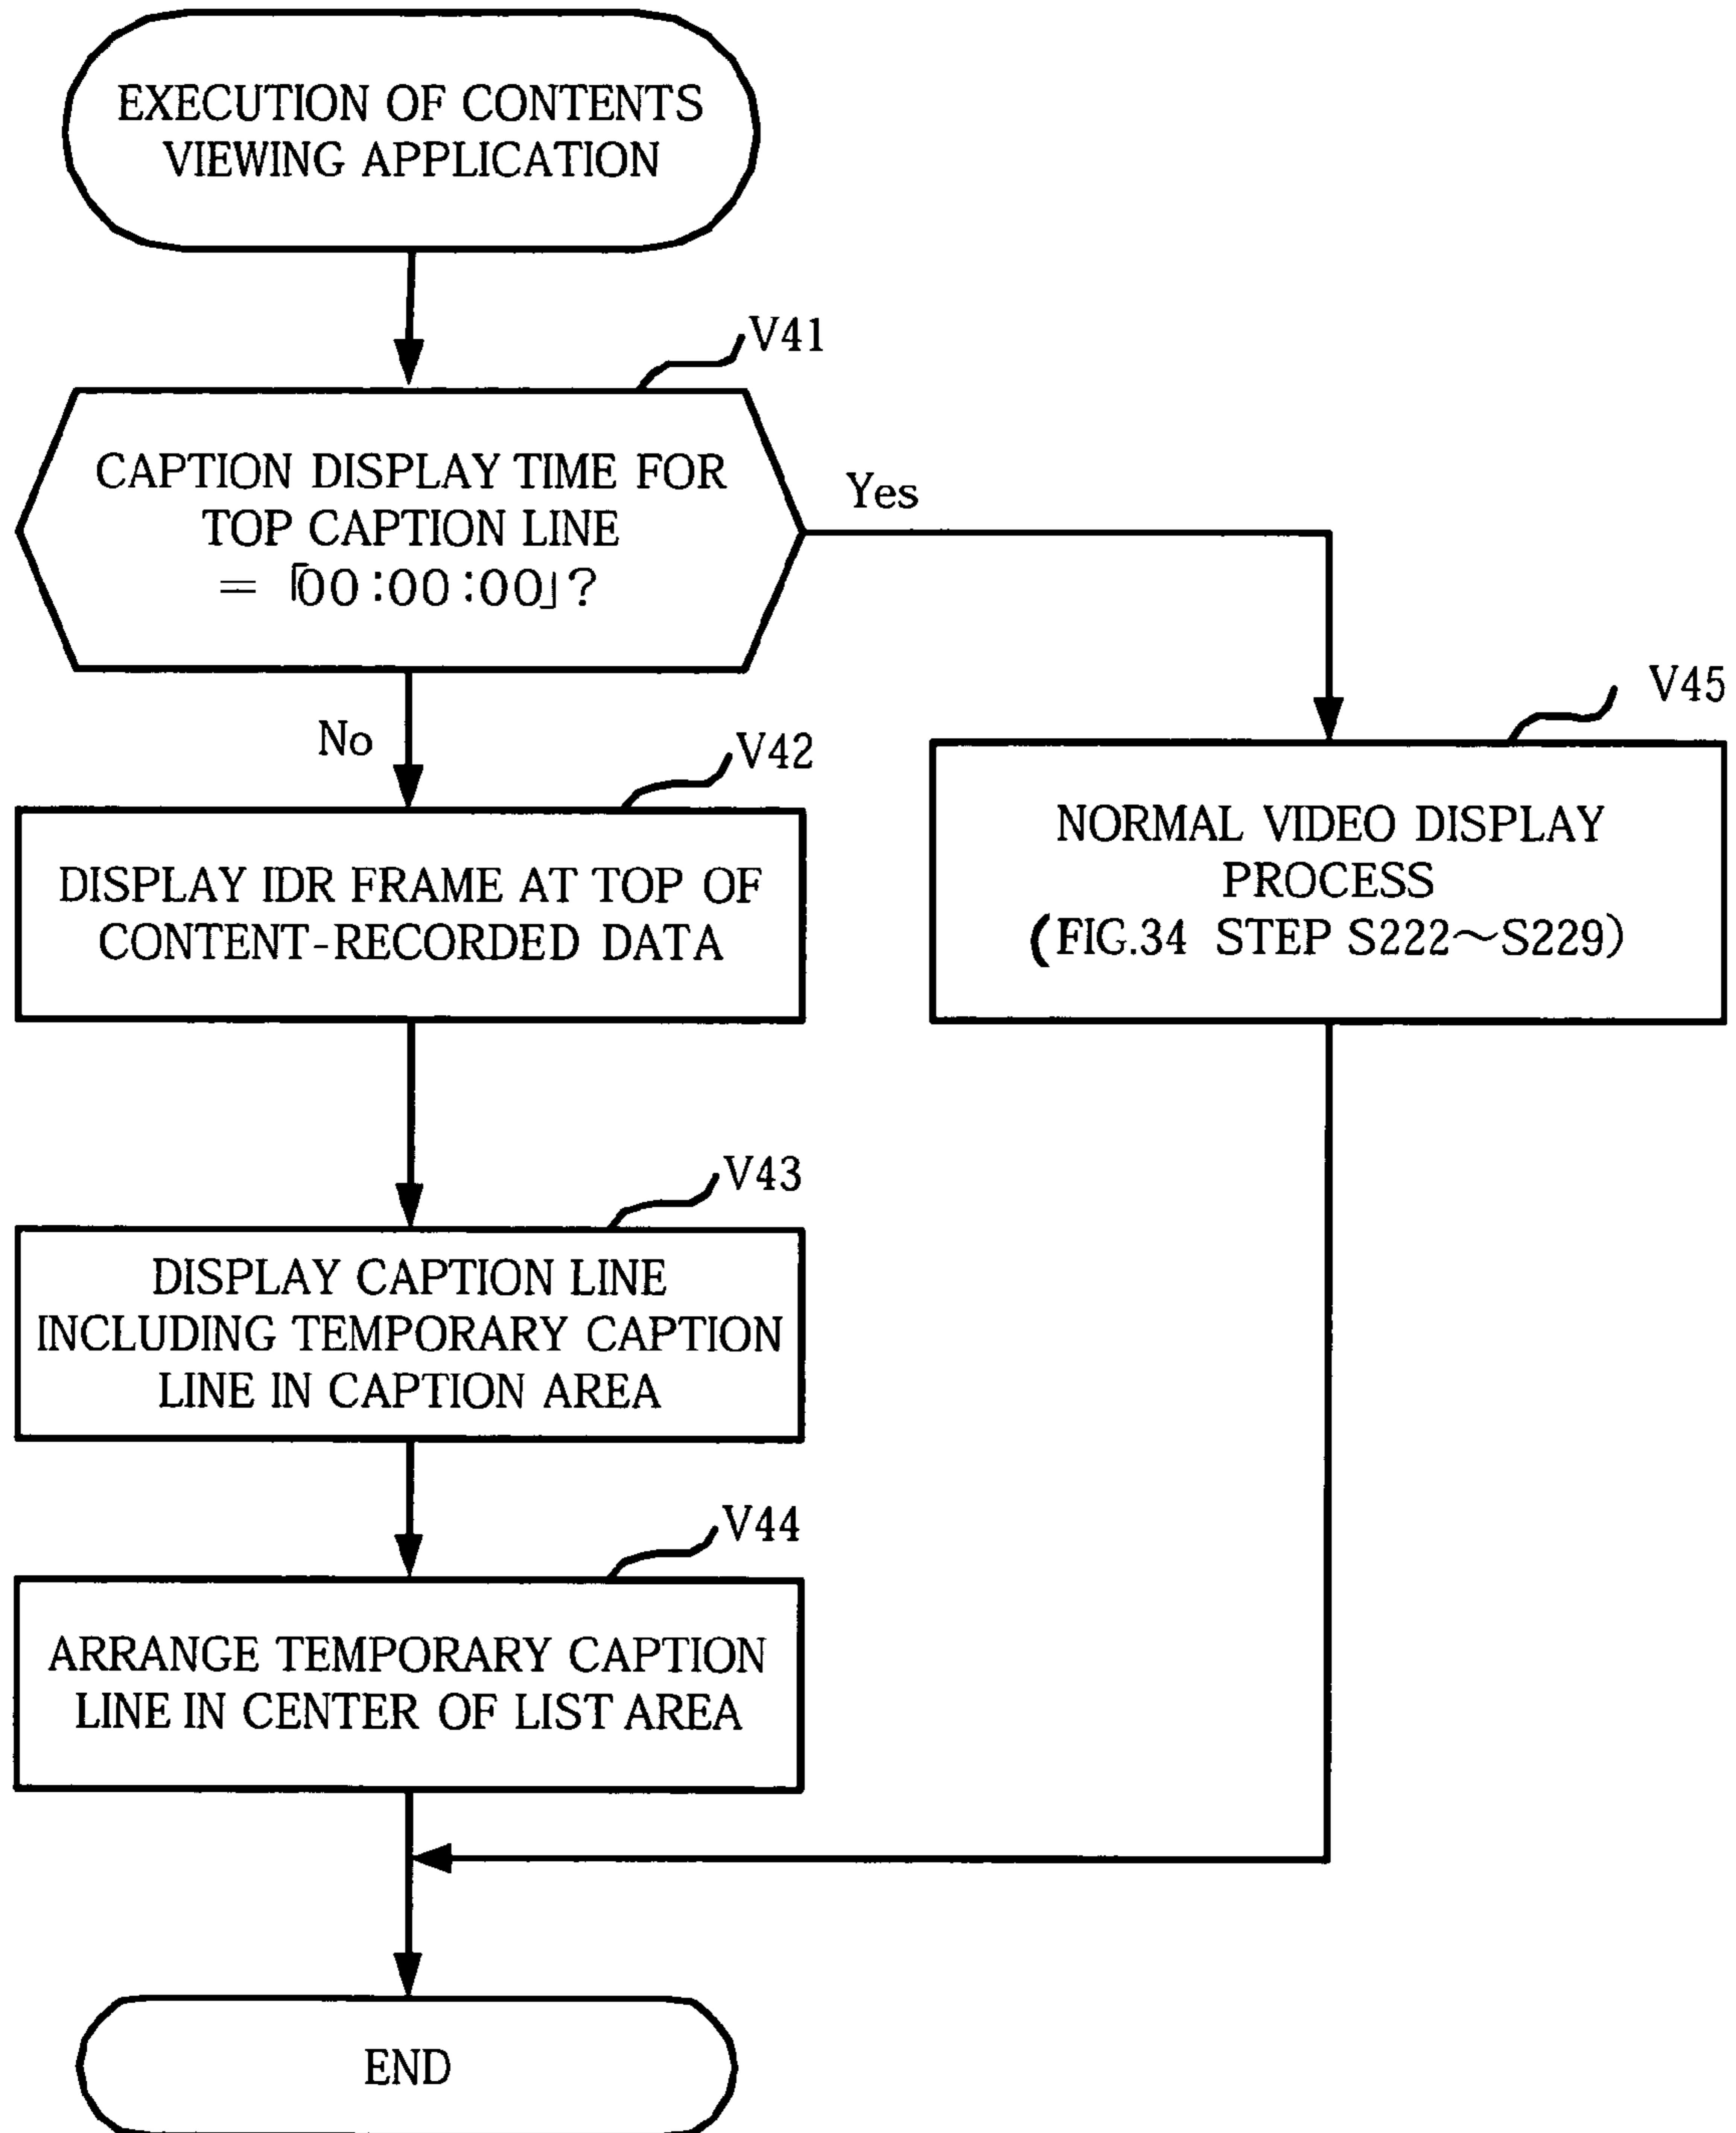 EXECUTION OF CONTENTS
VIEWING APPLICATION
V41
CAPTION DISPLAY TIME FOR
TOP CAPTION LINE
= 「00:00:00」?
Yes
No
V45
V42
NORMAL VIDEO DISPLAY
PROCESS
(FIG.34 STEP S222～S229)
DISPLAY IDR FRAME AT TOP OF
CONTENT-RECORDED DATA
V43
DISPLAY CAPTION LINE
INCLUDING TEMPORARY CAPTION
LINE IN CAPTION AREA
V44
ARRANGE TEMPORARY CAPTION
LINE IN CENTER OF LIST AREA
END